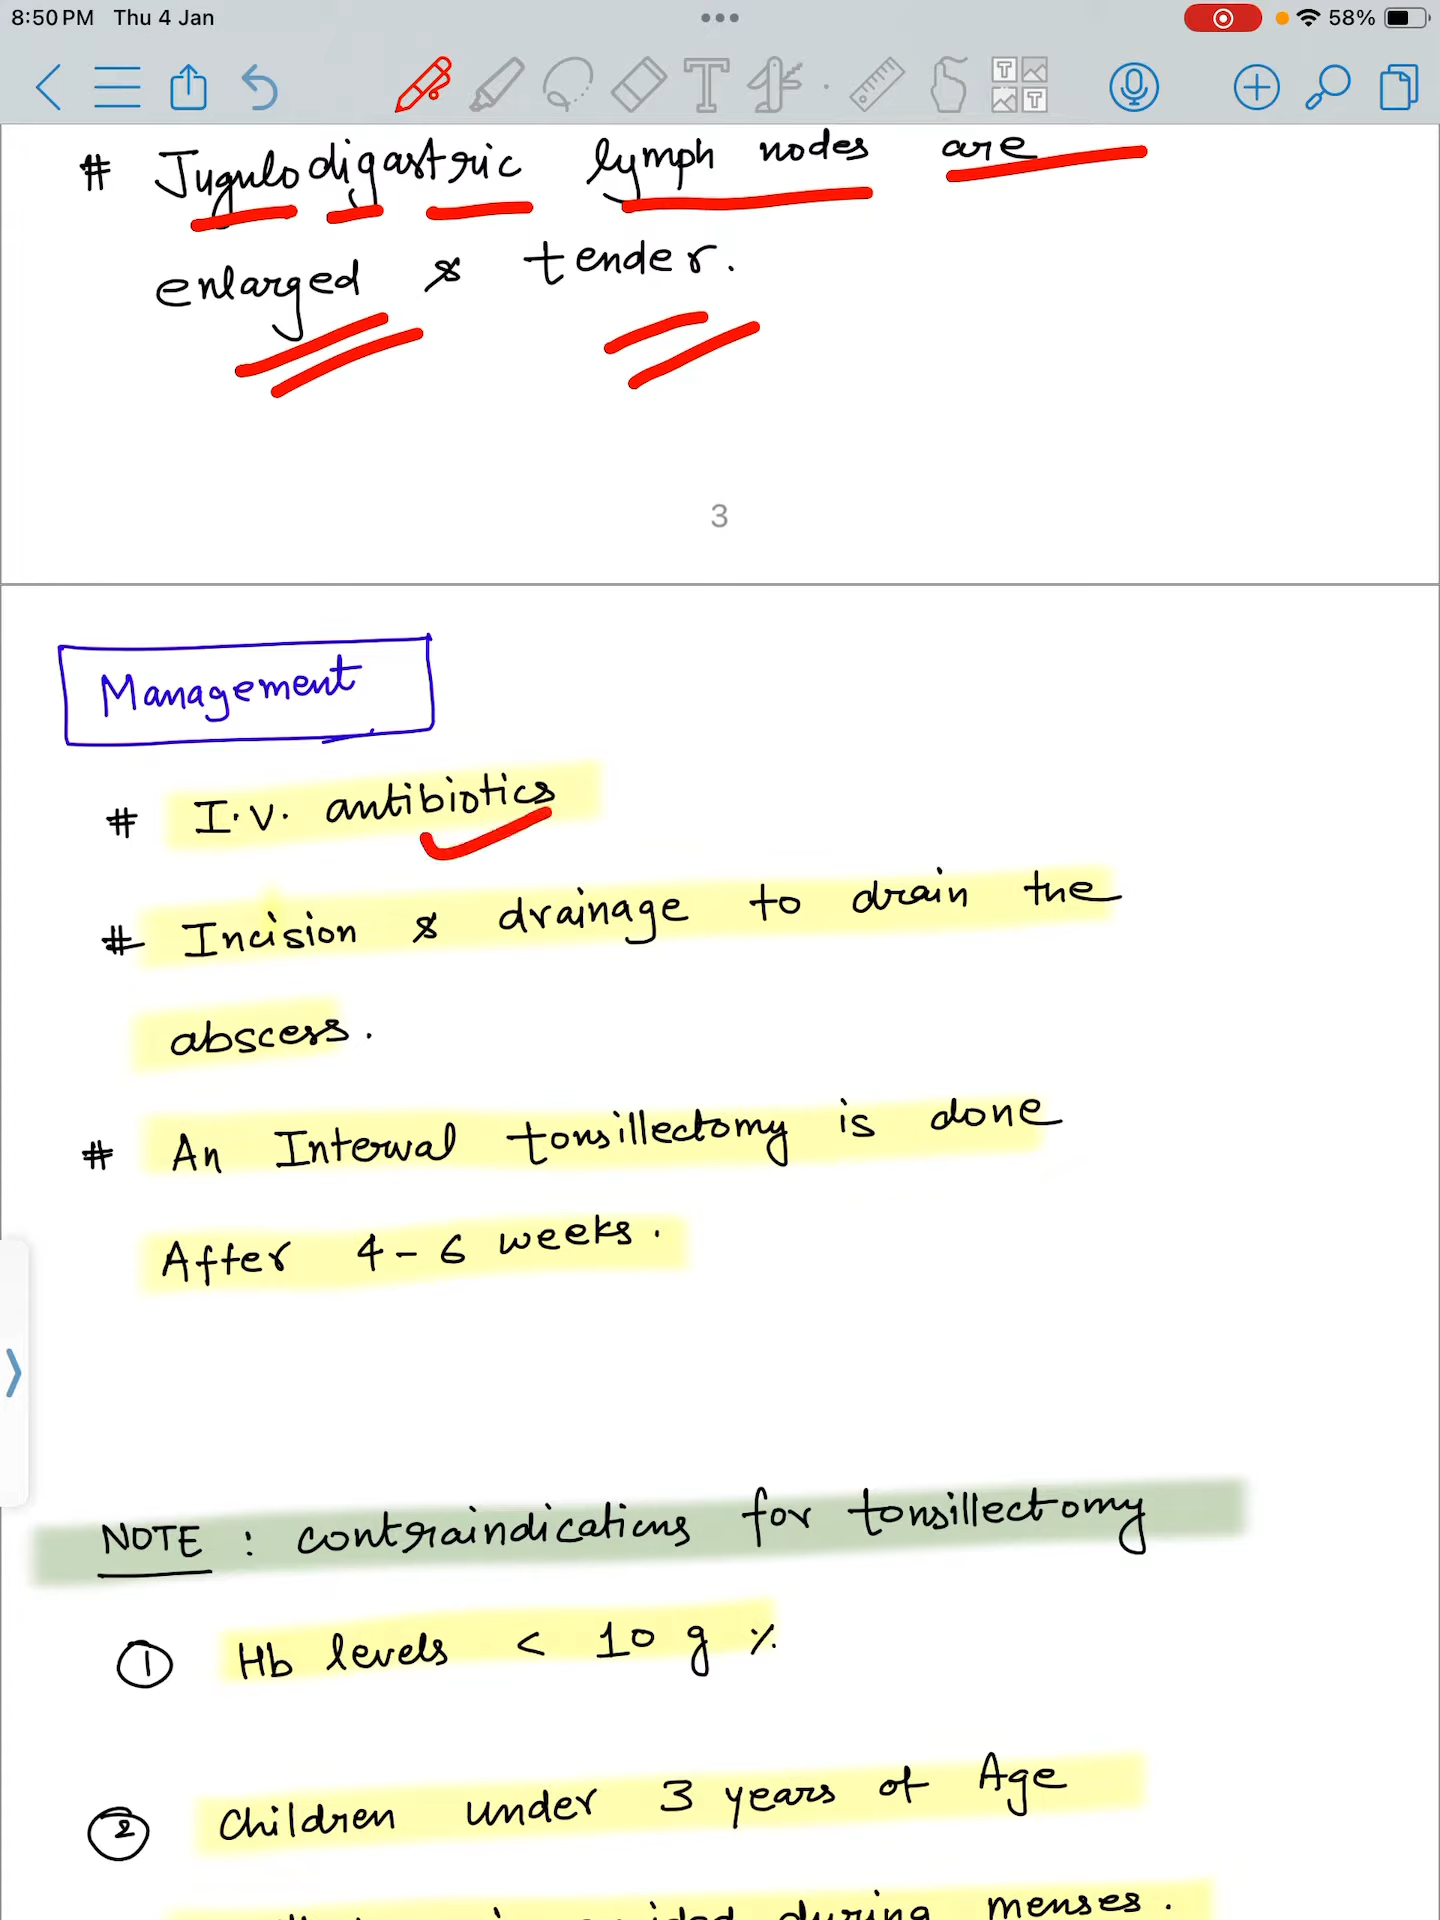 8:50 PM Thu 4 Jan 58%
# Jugulodigastric lymph nodes are
enlarged & tender.
3
Management
# I.V. antibiotics
# Incision & drainage to drain the
abscess.
# An Interval tonsillectomy is done
After 4-6 weeks.
NOTE : contraindications for tonsillectomy
① Hb levels < 10 g %
② Children under 3 years of Age
during menses.